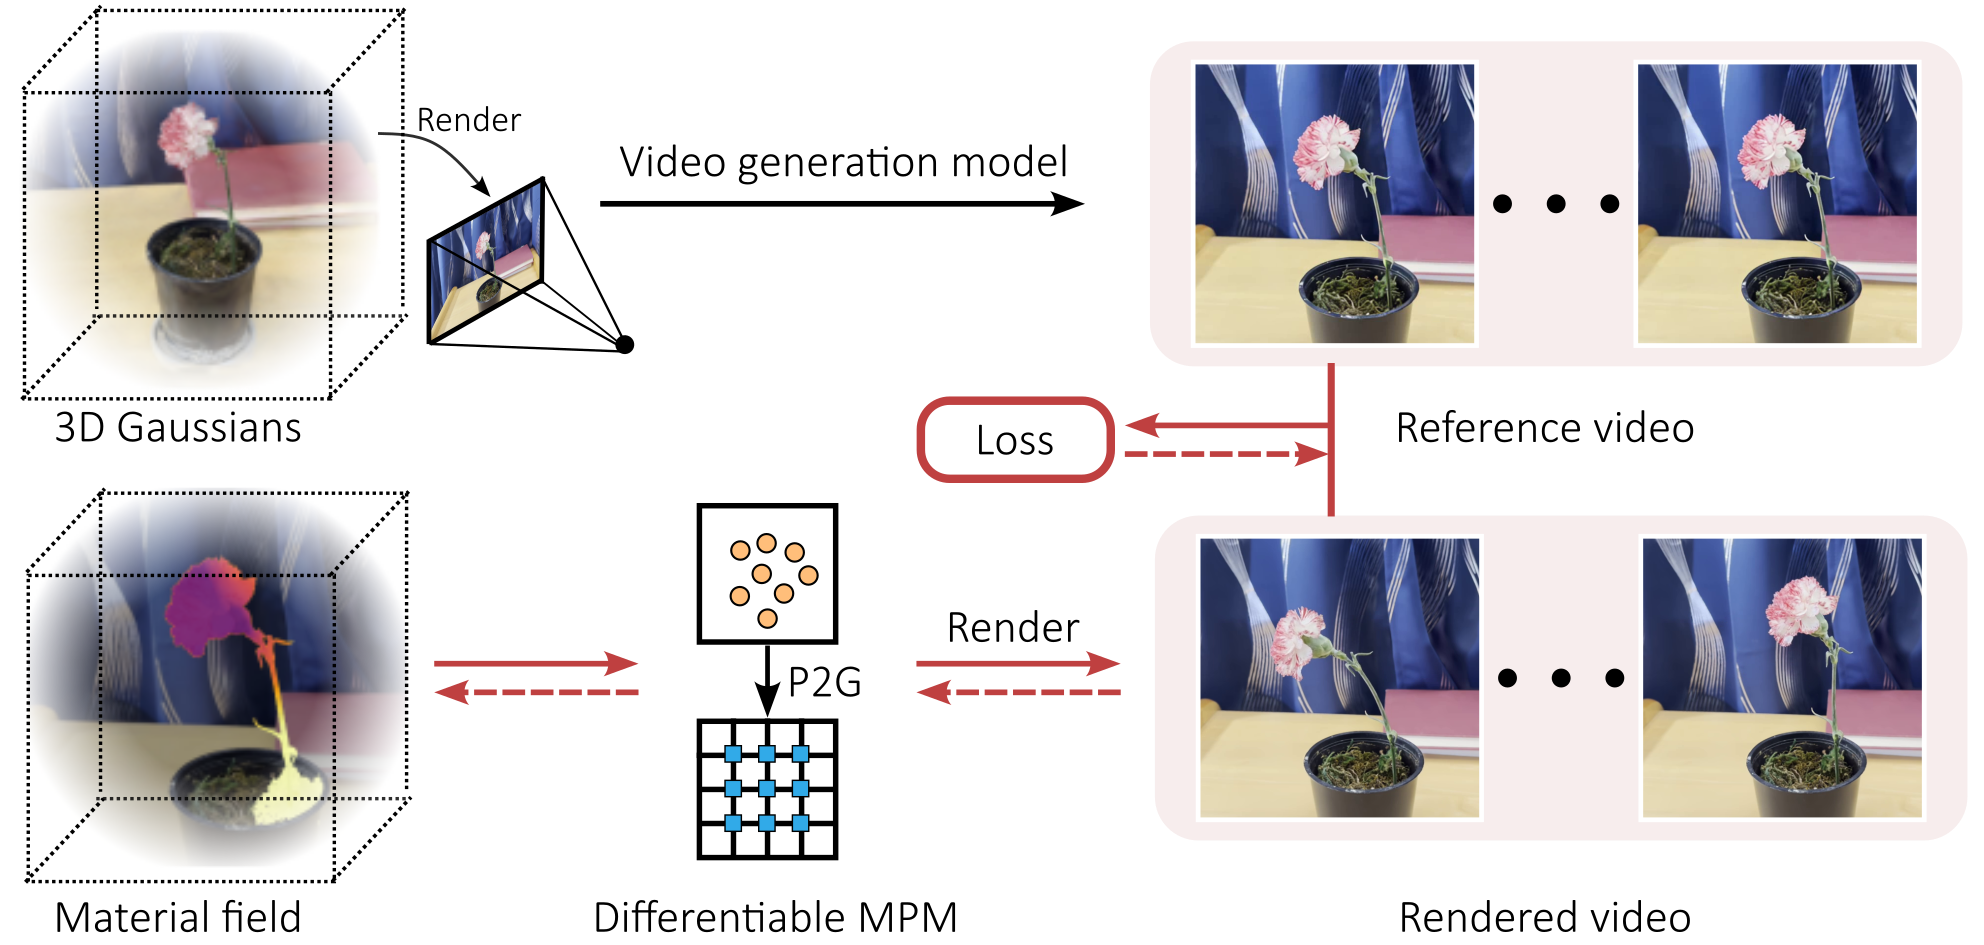 Render
Video generation model
3D Gaussians
Loss
Reference video
Render
P2G
Material field
Differentiable MPM
Rendered video